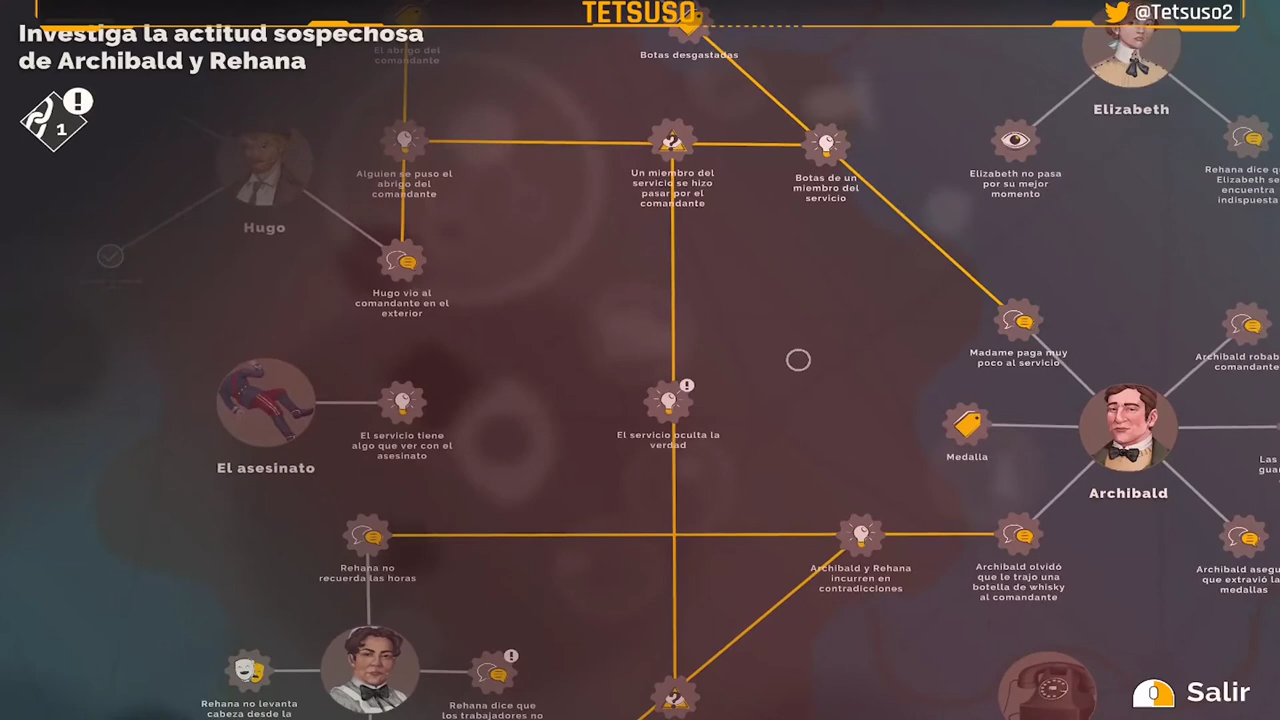 TETSUSO
@Tetsuso2
Investiga la actitud sospechosa
de Archibald y Rehana
1
El abrigo del
comandante
Botas desgastadas
Elizabeth
Alguien se puso el
abrigo del
comandante
Un miembro del
servicio se hizo
pasar por el
comandante
Botas de un
miembro del
servicio
Elizabeth no pasa
por su mejor
momento
Rehana dice q
Elizabeth se
encuentra
indispuesta
Hugo
Hugo vio al
comandante en el
exterior
Madame paga muy
poco al servicio
Archibald robab
comandante
El servicio tiene
algo que ver con el
asesinato
El asesinato
El servicio oculta la
verdad
Medalla
Las
gua
Archibald
Rehana no
recuerda las horas
Archibald y Rehana
incurren en
contradicciones
Archibald olvidó
que le trajo una
botella de whisky
al comandante
Archibald asegu
que extravió la
medallas
Rehana no levanta
cabeza desde la
Rehana dice que
los trabajadores no
Salir